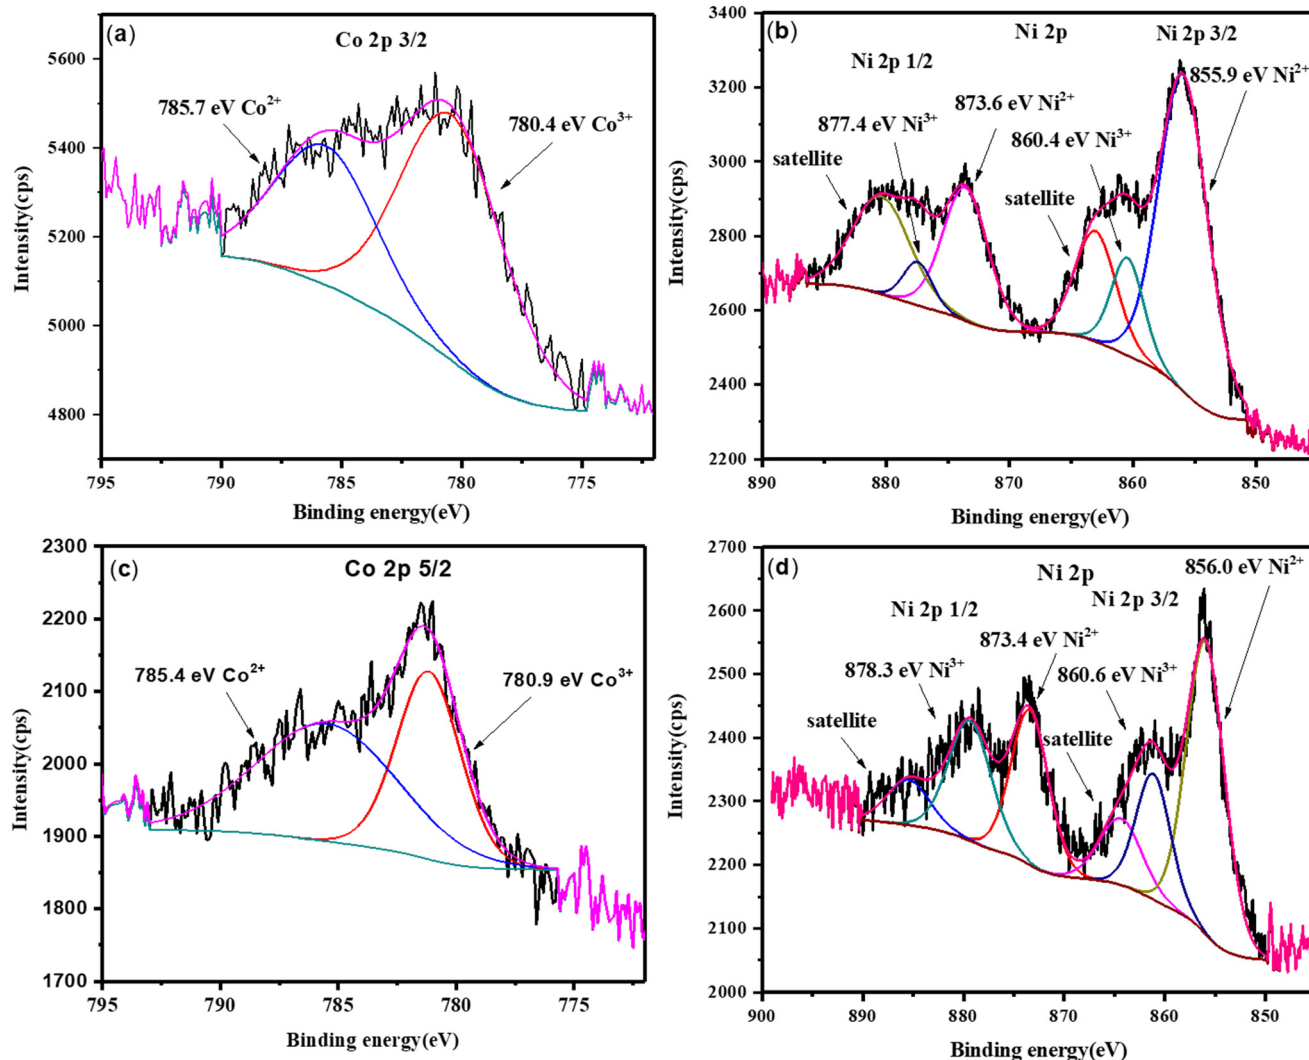 (a)
Co 2p 3/2
785.7 eV Co²⁺
780.4 eV Co³⁺
5600
5400
5200
5000
4800
Intensity(cps)
795 790 785 780 775
Binding energy(eV)
(b)
Ni 2p
Ni 2p 3/2
Ni 2p 1/2
855.9 eV Ni²⁺
873.6 eV Ni²⁺
877.4 eV Ni³⁺
860.4 eV Ni³⁺
satellite
satellite
3400
3200
3000
2800
2600
2400
2200
Intensity(cps)
890 880 870 860 850
Binding energy(eV)
(c)
Co 2p 5/2
785.4 eV Co²⁺
780.9 eV Co³⁺
2300
2200
2100
2000
1900
1800
1700
Intensity(cps)
795 790 785 780 775
Binding energy(eV)
(d)
856.0 eV Ni²⁺
Ni 2p
Ni 2p 3/2
Ni 2p 1/2
873.4 eV Ni²⁺
878.3 eV Ni³⁺
860.6 eV Ni³⁺
satellite
satellite
2700
2600
2500
2400
2300
2200
2100
2000
Intensity(cps)
900 890 880 870 860 850
Binding energy(eV)